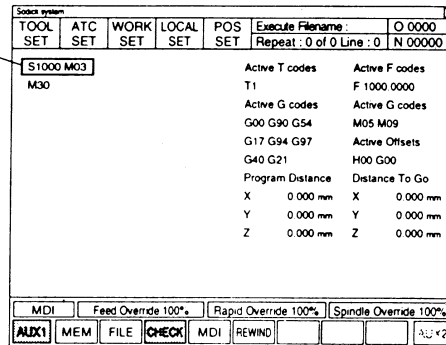 Sodick system
TOOL SET ATC SET WORK SET LOCAL SET POS SET Execute Filename : O 0000
Repeat : 0 of 0 Line : 0 N 00000
S1000 M03
M30
Active T codes Active F codes
T1 F 1000.0000
Active G codes Active G codes
G00 G90 G54 M05 M09
G17 G94 G97 Active Offsets
G40 G21 H00 G00
Program Distance Distance To Go
X 0.000 mm X 0.000 mm
Y 0.000 mm Y 0.000 mm
Z 0.000 mm Z 0.000 mm
MDI Feed Override 100% Rapid Override 100% Spindle Override 100%
AUX1 MEM FILE CHECK MDI REWIND AUX2